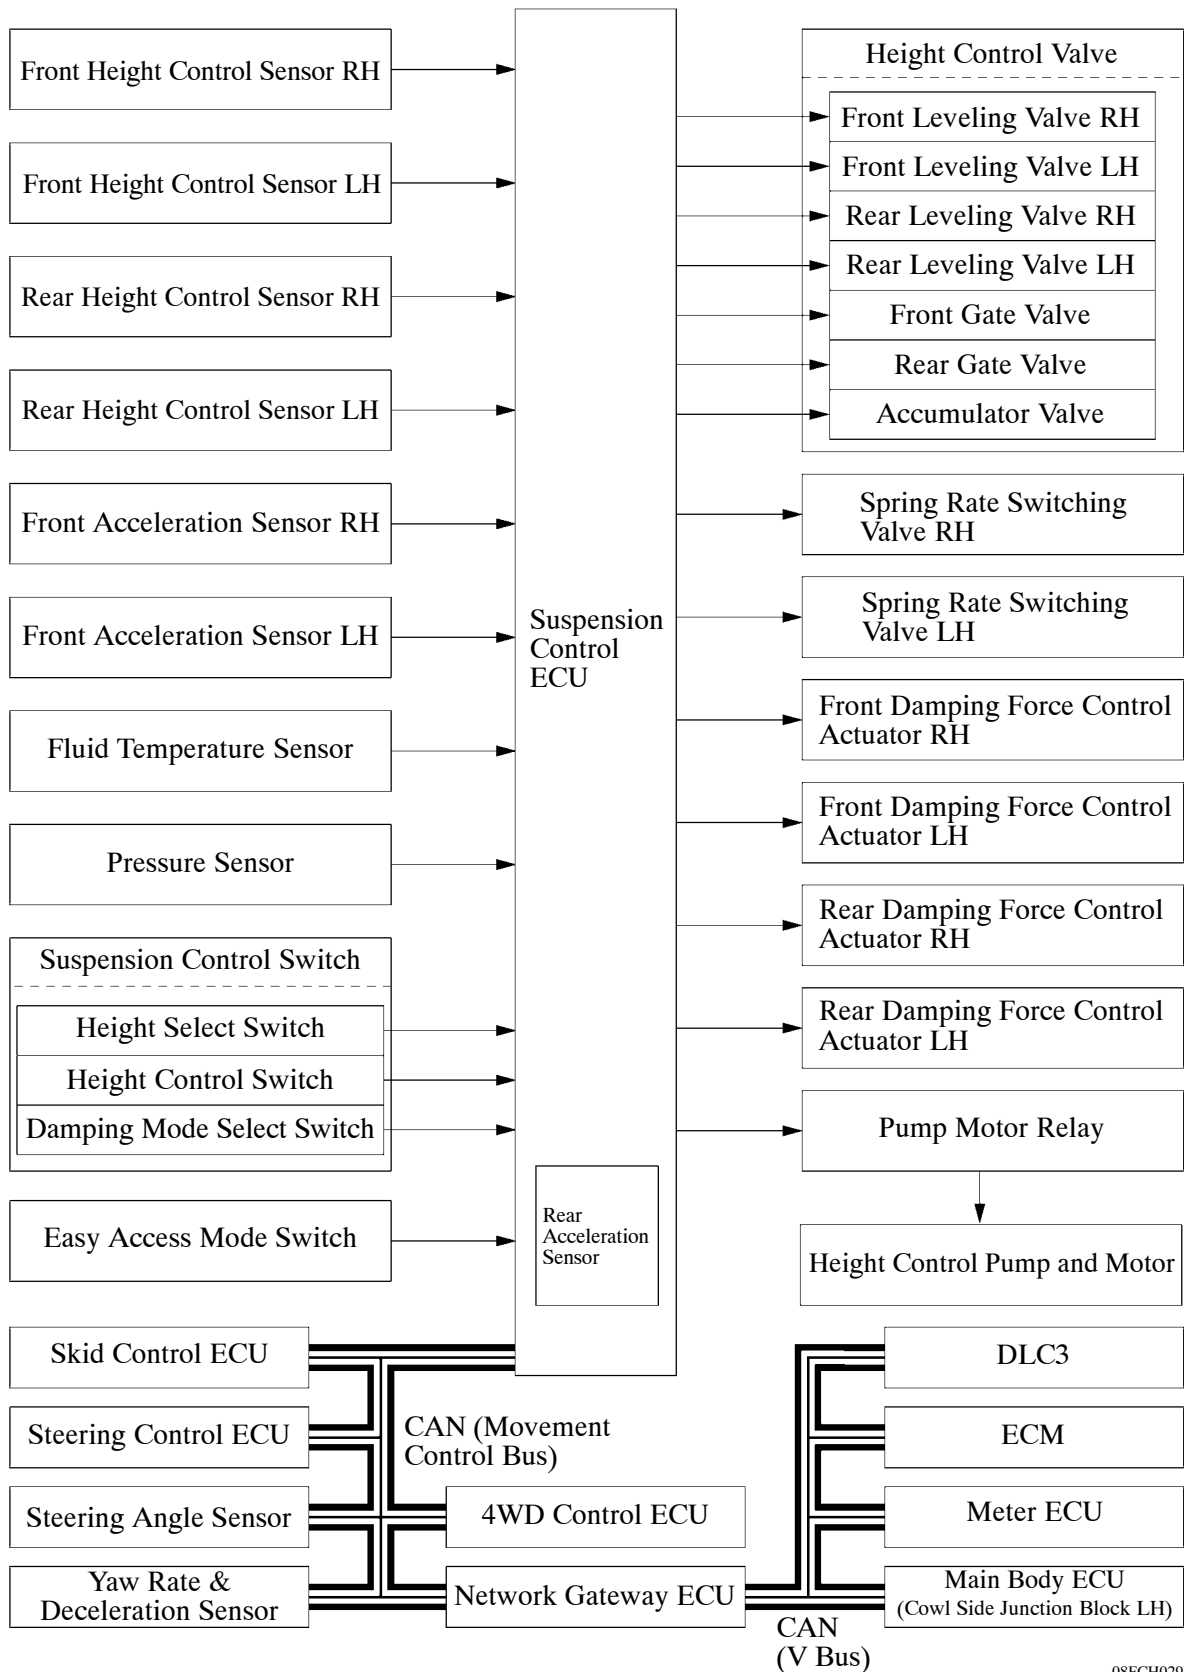 Front Height Control Sensor RH
Front Height Control Sensor LH
Rear Height Control Sensor RH
Rear Height Control Sensor LH
Front Acceleration Sensor RH
Front Acceleration Sensor LH
Fluid Temperature Sensor
Pressure Sensor
Suspension Control Switch
Height Select Switch
Height Control Switch
Damping Mode Select Switch
Easy Access Mode Switch
Suspension
Control
ECU
Rear
Acceleration
Sensor
Height Control Valve
Front Leveling Valve RH
Front Leveling Valve LH
Rear Leveling Valve RH
Rear Leveling Valve LH
Front Gate Valve
Rear Gate Valve
Accumulator Valve
Spring Rate Switching
Valve RH
Spring Rate Switching
Valve LH
Front Damping Force Control
Actuator RH
Front Damping Force Control
Actuator LH
Rear Damping Force Control
Actuator RH
Rear Damping Force Control
Actuator LH
Pump Motor Relay
Height Control Pump and Motor
Skid Control ECU
Steering Control ECU
Steering Angle Sensor
Yaw Rate &
Deceleration Sensor
CAN (Movement
Control Bus)
4WD Control ECU
Network Gateway ECU
CAN
(V Bus)
DLC3
ECM
Meter ECU
Main Body ECU
(Cowl Side Junction Block LH)